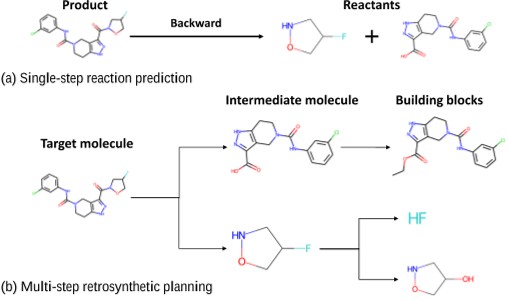 Product
Backward
Reactants
+
(a) Single-step reaction prediction
Intermediate molecule
Building blocks
Target molecule
HF
(b) Multi-step retrosynthetic planning